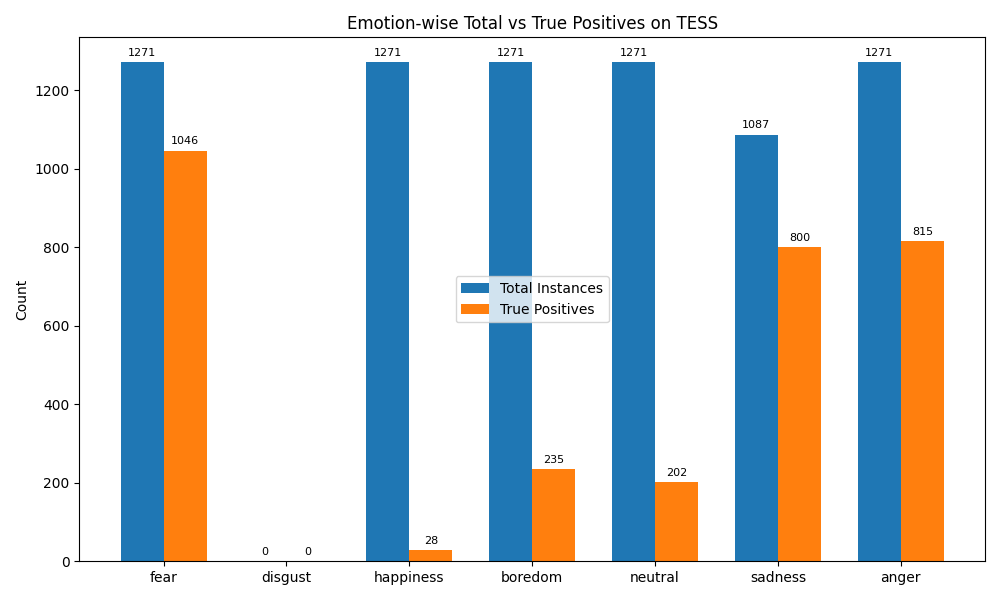 Emotion-wise Total vs True Positives on TESS
Count
1200
1000
800
600
400
200
0
1271
1046
0
0
1271
28
1271
235
1271
202
1087
800
1271
815
Total Instances
True Positives
fear
disgust
happiness
boredom
neutral
sadness
anger